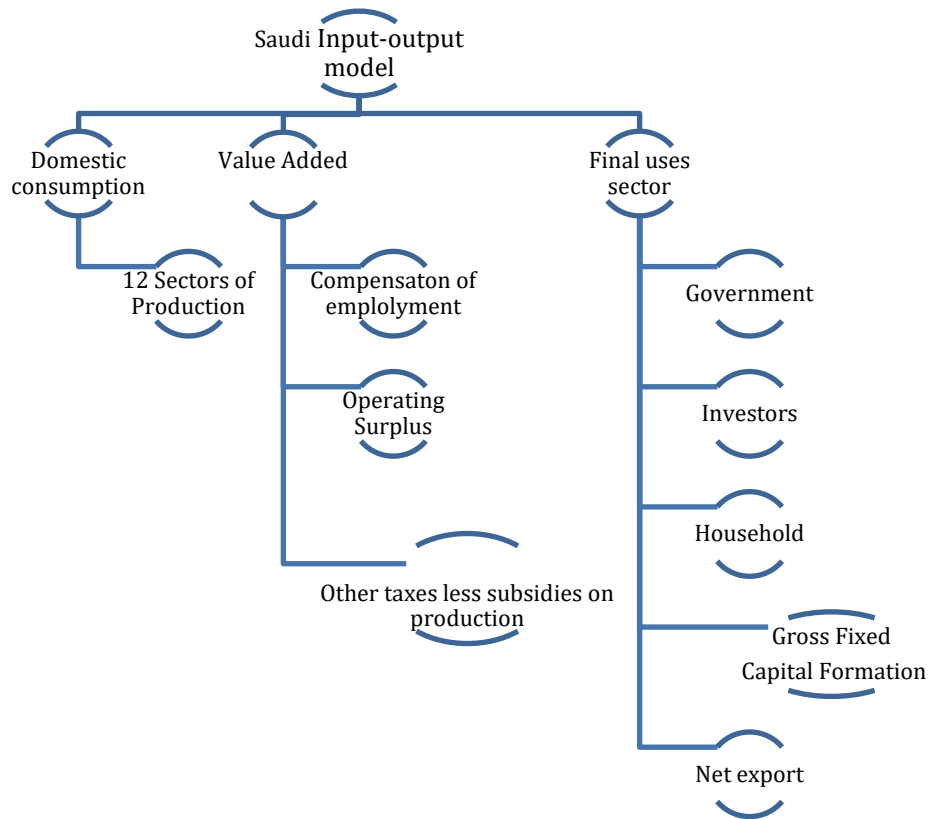 Saudi Input-output
model
Domestic
consumption
Value Added
Final uses
sector
12 Sectors of
Production
Compensaton of
emplolyment
Government
Operating
Surplus
Investors
Household
Other taxes less subsidies on
production
Gross Fixed
Capital Formation
Net export